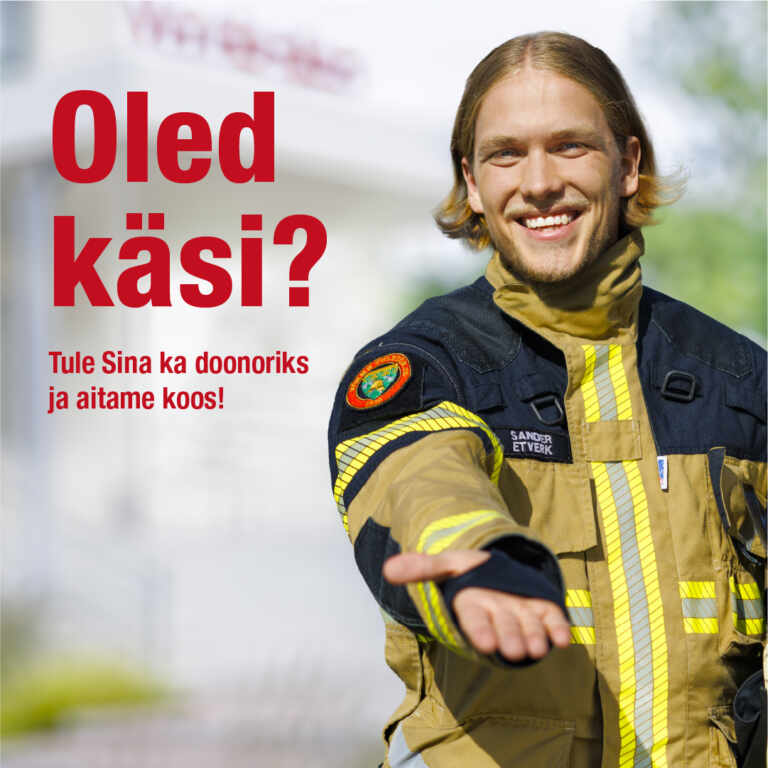 Oled
käsi?
Tule Sina ka doonoriks
ja aitame koos!
SANDER
ETVERK